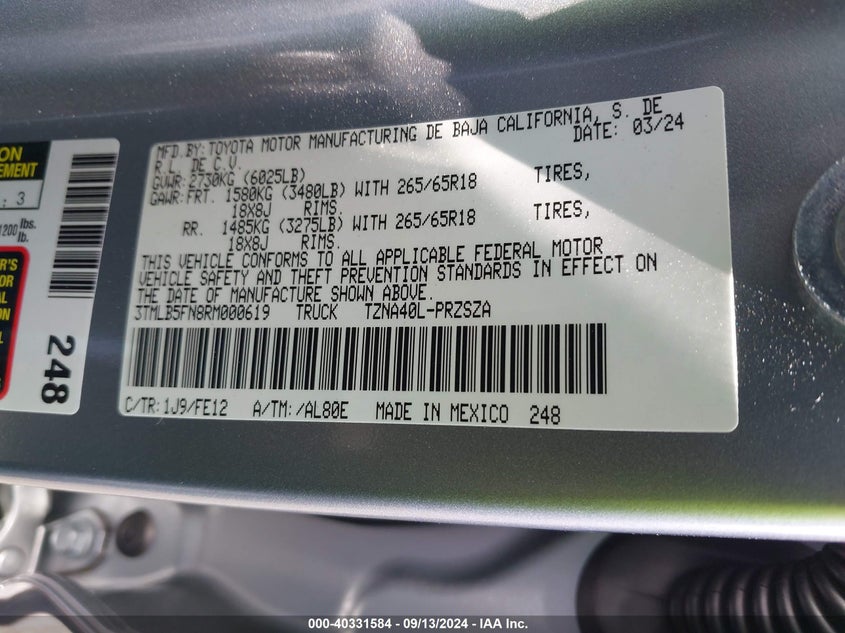 MFD.BY:TOYOTA MOTOR MANUFACTURING DE BAJA CALIFORNIA, S. DE
R.L. DE C.V. DATE: 03/24
GVWR:2730KG (6025LB)
GAWR:FRT. 1580KG (3480LB) WITH 265/65R18 TIRES,
18X8J RIMS.
RR. 1485KG (3275LB) WITH 265/65R18 TIRES,
18X8J RIMS.
THIS VEHICLE CONFORMS TO ALL APPLICABLE FEDERAL MOTOR
VEHICLE SAFETY AND THEFT PREVENTION STANDARDS IN EFFECT ON
THE DATE OF MANUFACTURE SHOWN ABOVE.
3TMLB5FN8RM000619 TRUCK TZNA40L-PRZSZA
C/TR:1J9/FE12 A/TM:/AL80E MADE IN MEXICO 248
: 3
1200 lbs.
lb.
248
000-40331584 - 09/13/2024 - IAA Inc.